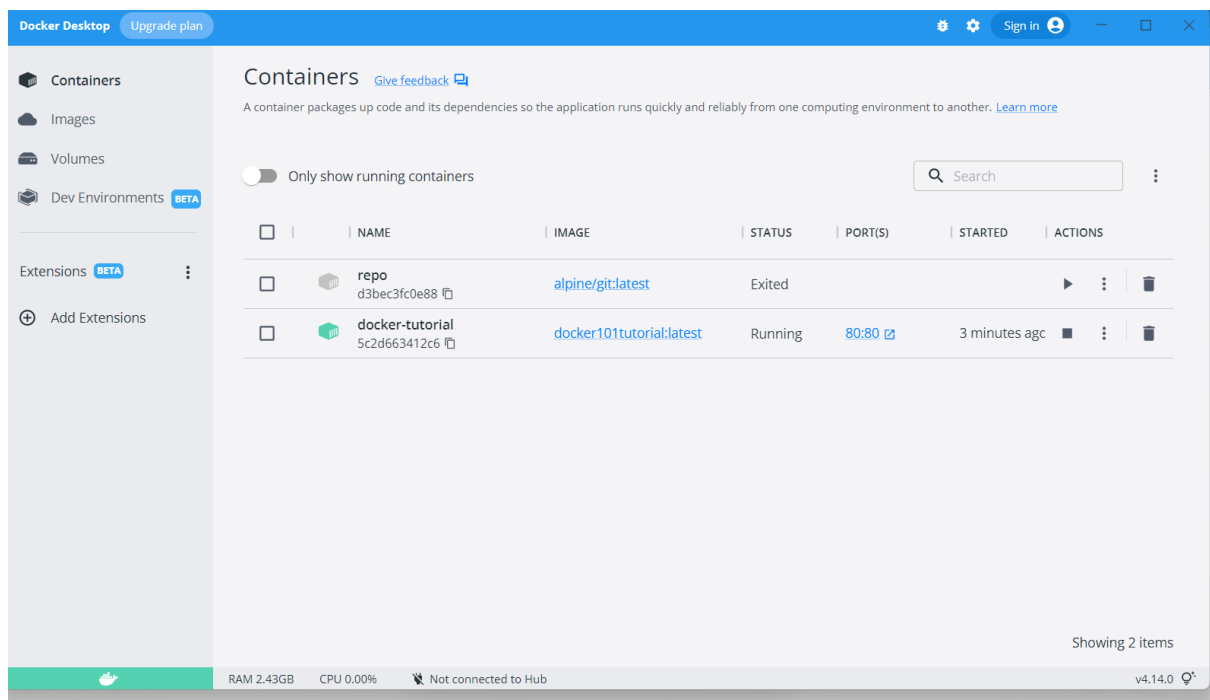 Docker Desktop Upgrade plan Sign in
Containers
Images
Volumes
Dev Environments BETA
Extensions BETA
Add Extensions
Containers Give feedback
A container packages up code and its dependencies so the application runs quickly and reliably from one computing environment to another. Learn more
Only show running containers Search
NAME IMAGE STATUS PORT(S) STARTED ACTIONS
repo
d3bec3fc0e88
alpine/git:latest Exited
docker-tutorial
5c2d663412c6
docker101tutorial:latest Running 80:80 3 minutes agc
Showing 2 items
RAM 2.43GB CPU 0.00% Not connected to Hub v4.14.0